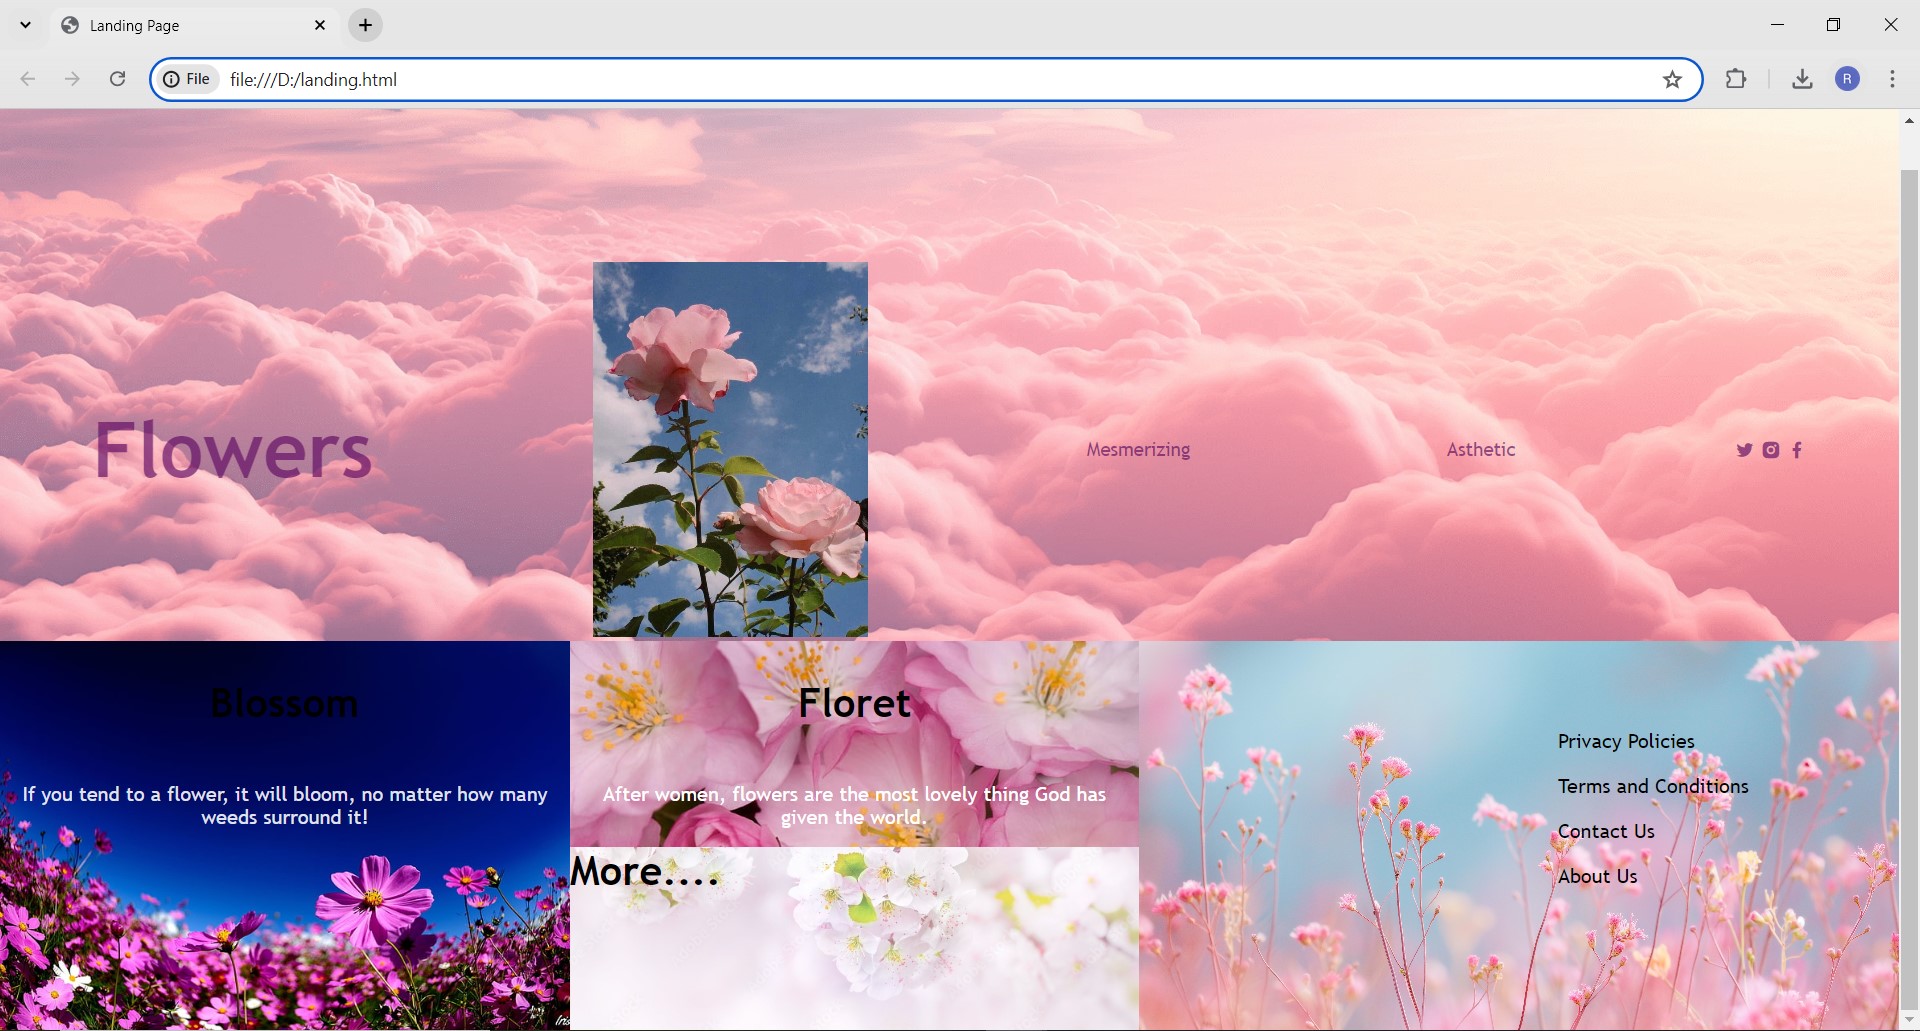 Landing Page
File
file:///D:/landing.html
R
Flowers
Mesmerizing
Asthetic
Blossom
If you tend to a flower, it will bloom, no matter how many
weeds surround it!
Floret
After women, flowers are the most lovely thing God has
given the world.
More....
Privacy Policies
Terms and Conditions
Contact Us
About Us